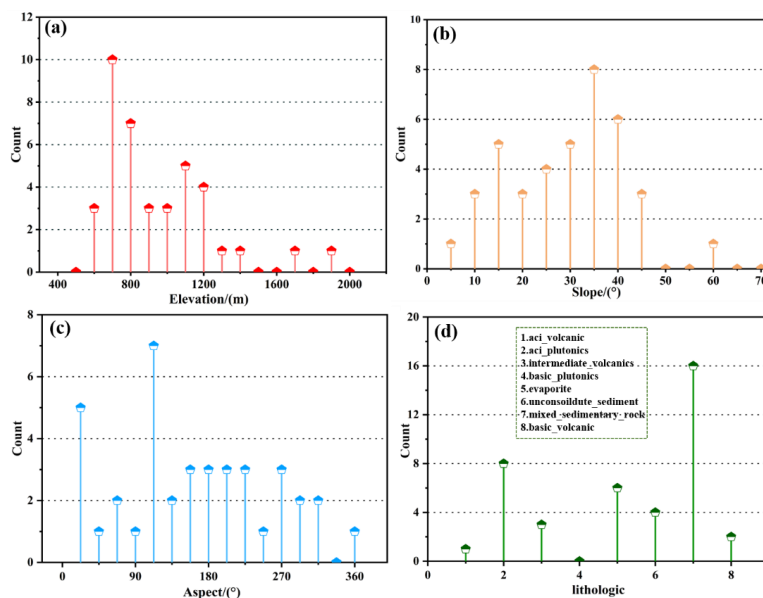 (a)
12
10
8
6
4
2
0
Count
400 800 1200 1600 2000
Elevation/(m)
(b)
10
8
6
4
2
0
Count
0 10 20 30 40 50 60 70
Slope/(°)
(c)
8
6
4
2
0
Count
0 90 180 270 360
Aspect/(°)
(d)
20
16
12
8
4
0
Count
1.aci_volcanic
2.aci_plutonics
3.intermediate_volcanics
4.basic_plutonics
5.evaporite
6.unconsoildute_sediment
7.mixed_sedimentary_rock
8.basic_volcanic
0 2 4 6 8
lithologic